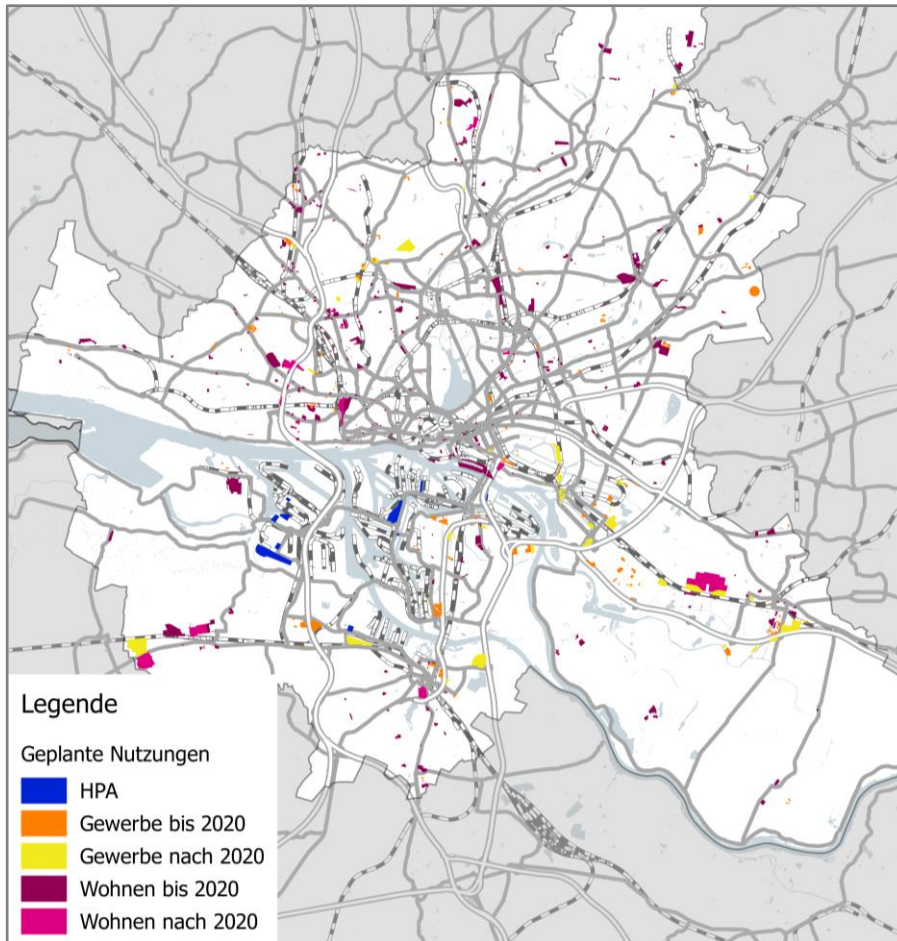 Legende
Geplante Nutzungen
HPA
Gewerbe bis 2020
Gewerbe nach 2020
Wohnen bis 2020
Wohnen nach 2020